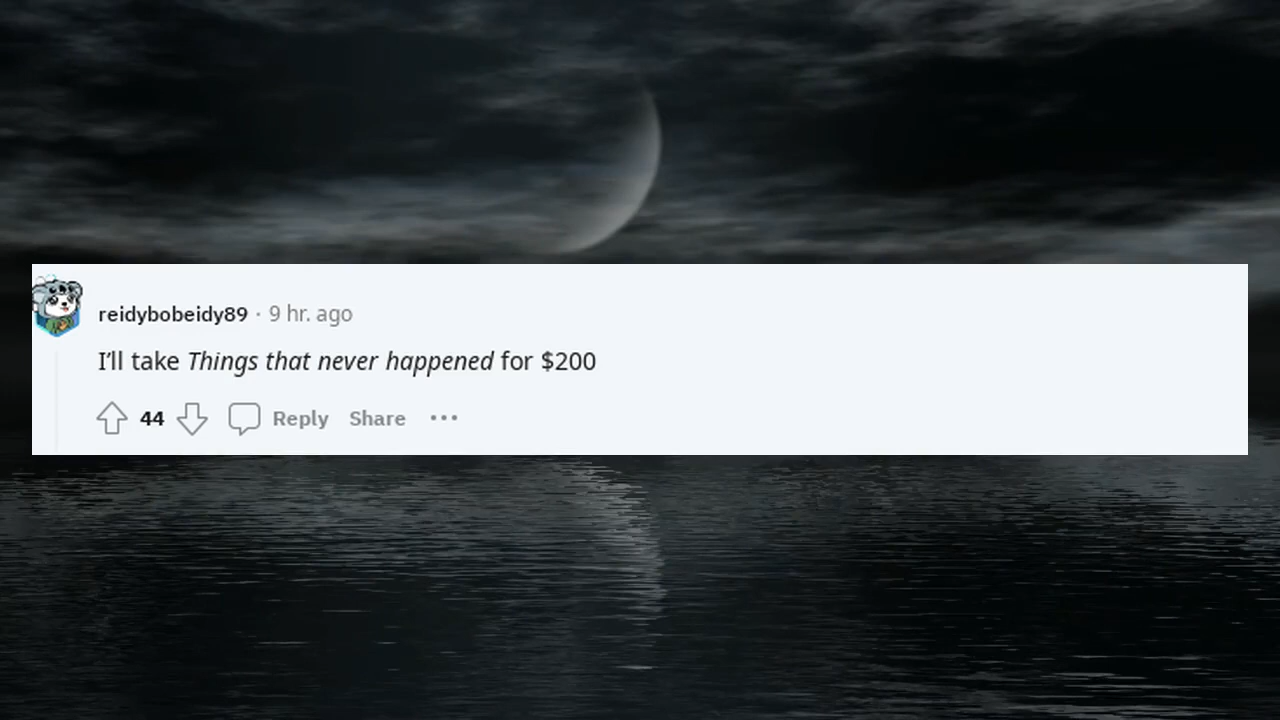 reidybobeidy89 · 9 hr. ago
I’ll take Things that never happened for $200
44 Reply Share ···